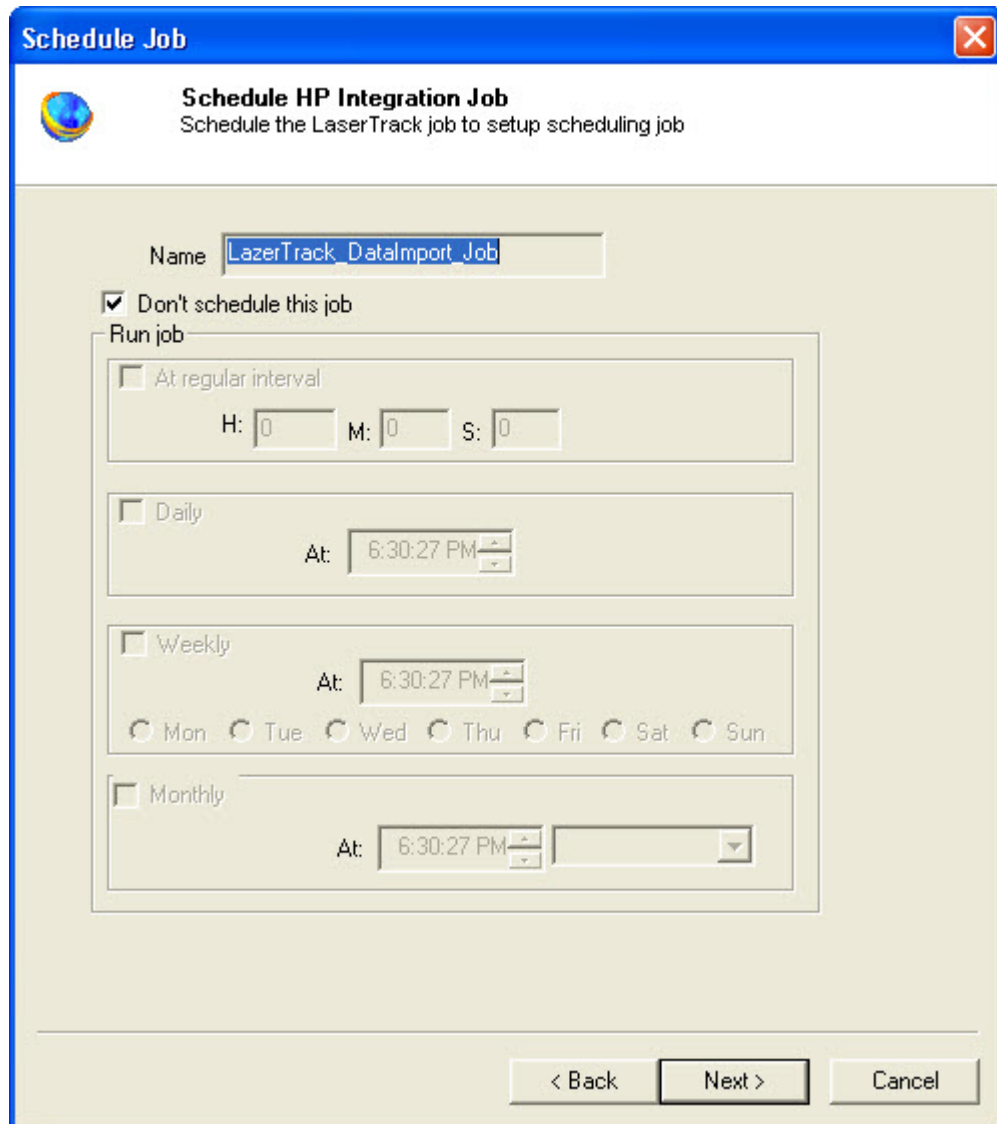 Schedule Job
Schedule HP Integration Job
Schedule the LaserTrack job to setup scheduling job
Name LazerTrack_DataImport_Job
Don't schedule this job
Run job
At regular interval
H: 0 M: 0 S: 0
Daily
At: 6:30:27 PM
Weekly
At: 6:30:27 PM
Mon Tue Wed Thu Fri Sat Sun
Monthly
At: 6:30:27 PM
< Back Next > Cancel